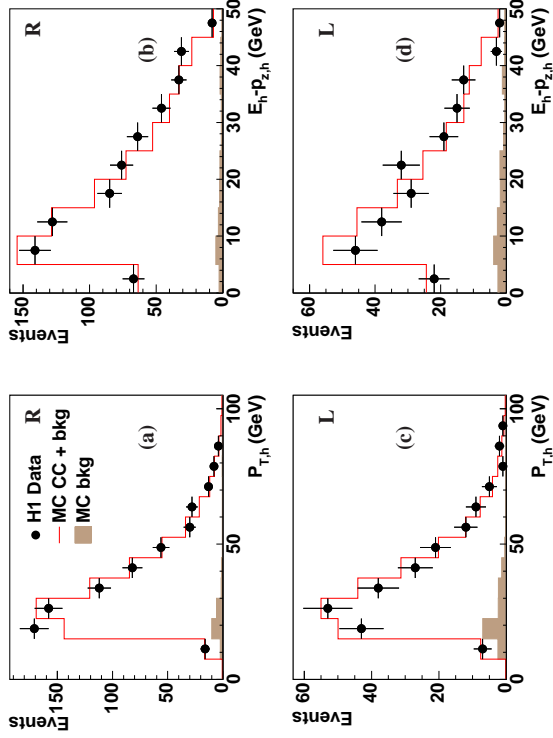 Events
150
100
50
0
R
H1 Data
MC CC + bkg
MC bkg
(a)
0
50
100
P_{T,h} (GeV)
Events
150
100
50
0
R
(b)
0
10
20
30
40
50
E_h-p_{z,h} (GeV)
Events
60
40
20
0
L
(c)
0
50
100
P_{T,h} (GeV)
Events
60
40
20
0
L
(d)
0
10
20
30
40
50
E_h-p_{z,h} (GeV)